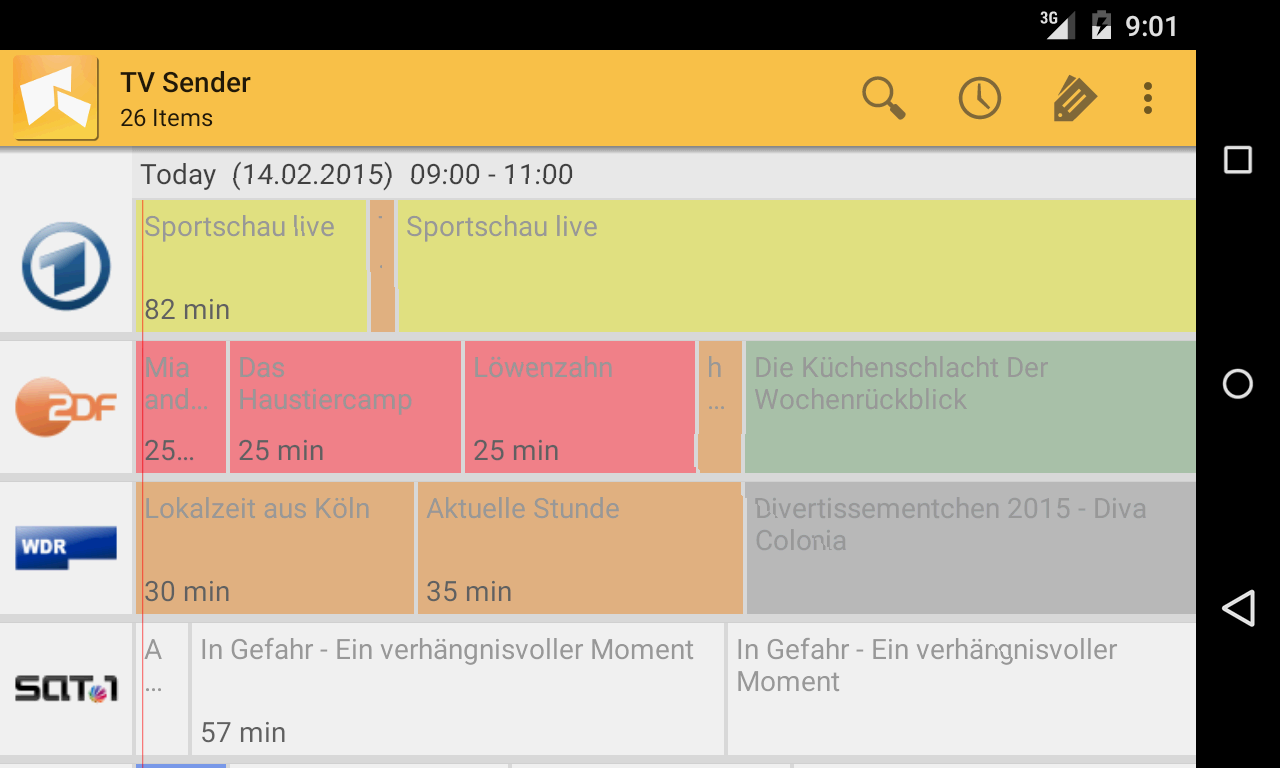 3G 9:01
TV Sender
26 Items
Today (14.02.2015) 09:00 - 11:00
1
Sportschau live
82 min
.
.
Sportschau live
ZDF
Mia
and…
25…
Das
Haustiercamp
25 min
Löwenzahn
25 min
h
…
Die Küchenschlacht Der
Wochenrückblick
WDR
Lokalzeit aus Köln
30 min
Aktuelle Stunde
35 min
Divertissementchen 2015 - Diva
Colonia
SAT.1
A
…
In Gefahr - Ein verhängnisvoller Moment
57 min
In Gefahr - Ein verhängnisvoller
Moment